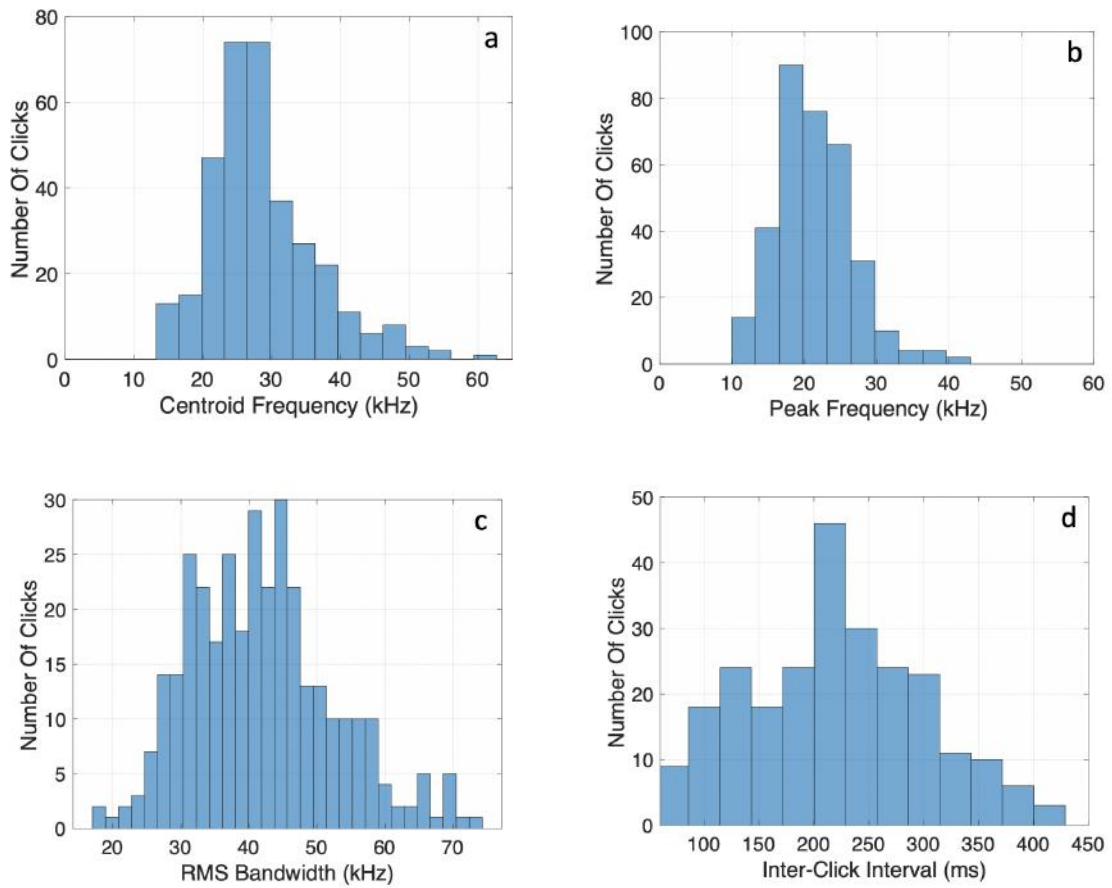 a
80
60
40
20
0
Number Of Clicks
0 10 20 30 40 50 60
Centroid Frequency (kHz)
b
100
80
60
40
20
0
Number Of Clicks
0 10 20 30 40 50 60
Peak Frequency (kHz)
c
30
25
20
15
10
5
0
Number Of Clicks
20 30 40 50 60 70
RMS Bandwidth (kHz)
d
50
40
30
20
10
0
Number Of Clicks
100 150 200 250 300 350 400 450
Inter-Click Interval (ms)